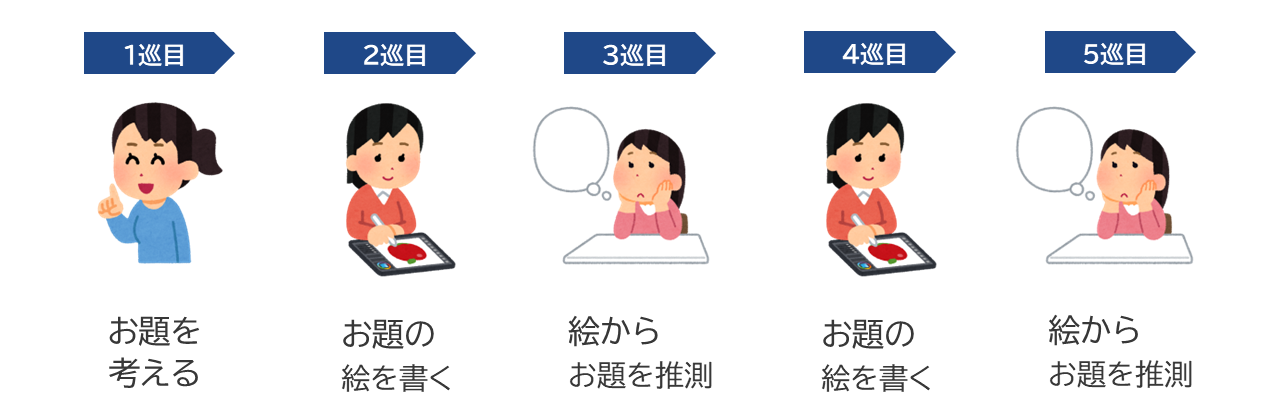 1巡目
2巡目
3巡目
4巡目
5巡目
お題を
考える
お題の
絵を書く
絵から
お題を推測
お題の
絵を書く
絵から
お題を推測